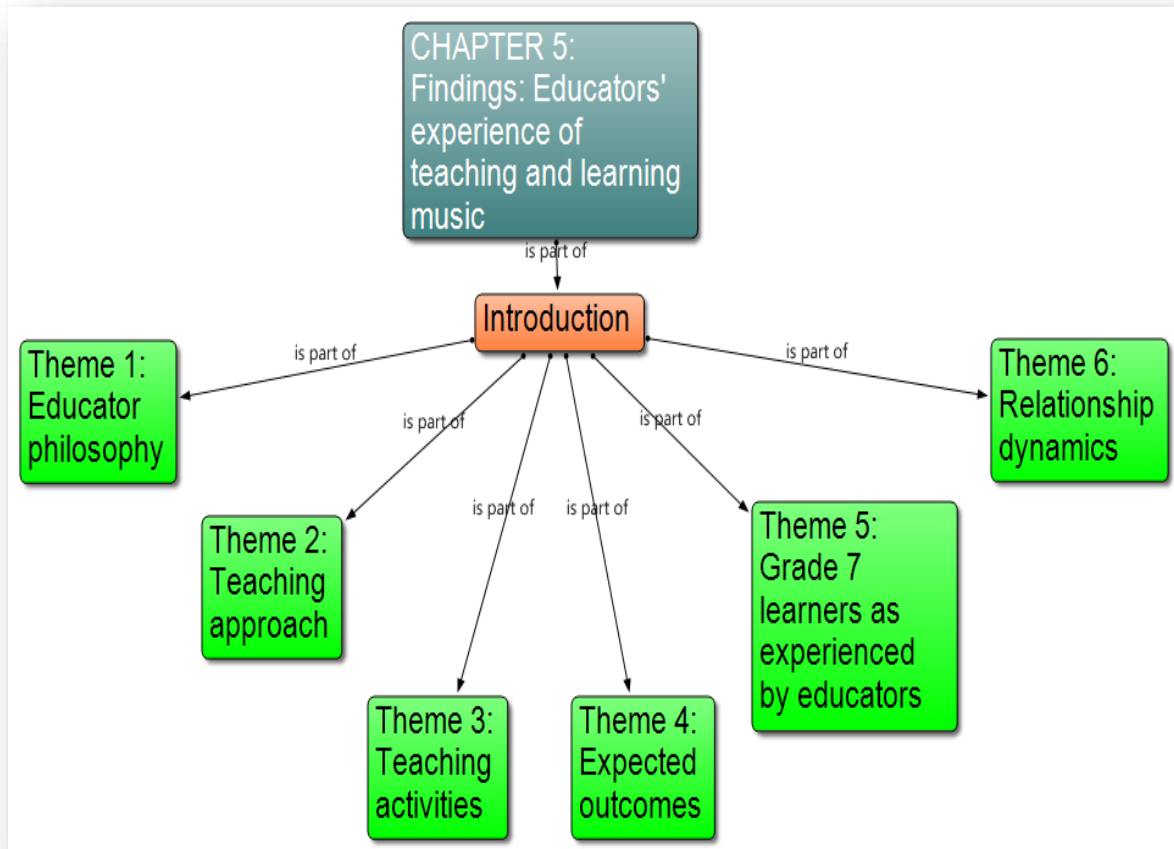 CHAPTER 5:
Findings: Educators'
experience of
teaching and learning
music
is part of
Introduction
is part of
is part of
is part of
is part of
is part of
is part of
Theme 1:
Educator
philosophy
Theme 2:
Teaching
approach
Theme 3:
Teaching
activities
Theme 4:
Expected
outcomes
Theme 5:
Grade 7
learners as
experienced
by educators
Theme 6:
Relationship
dynamics